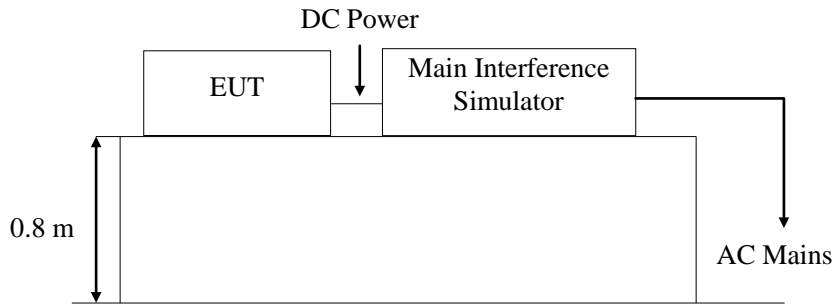 DC Power
EUT
Main Interference
Simulator
0.8 m
AC Mains